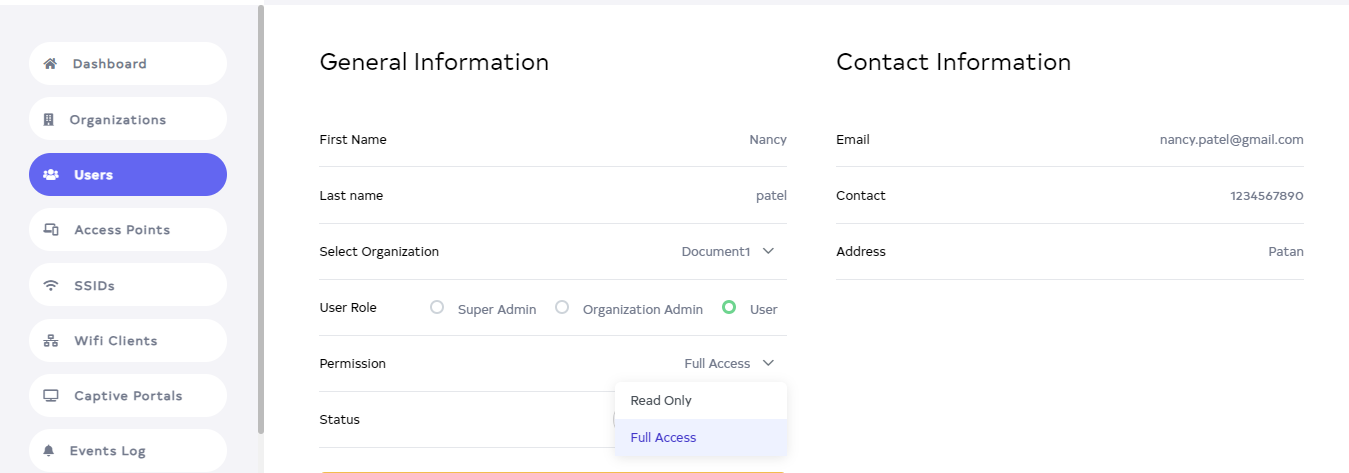 Dashboard
Organizations
Users
Access Points
SSIDs
Wifi Clients
Captive Portals
Events Log
General Information
First Name Nancy
Last name patel
Select Organization Document1
User Role Super Admin Organization Admin User
Permission Full Access
Read Only
Status
Full Access
Contact Information
Email nancy.patel@gmail.com
Contact 1234567890
Address Patan